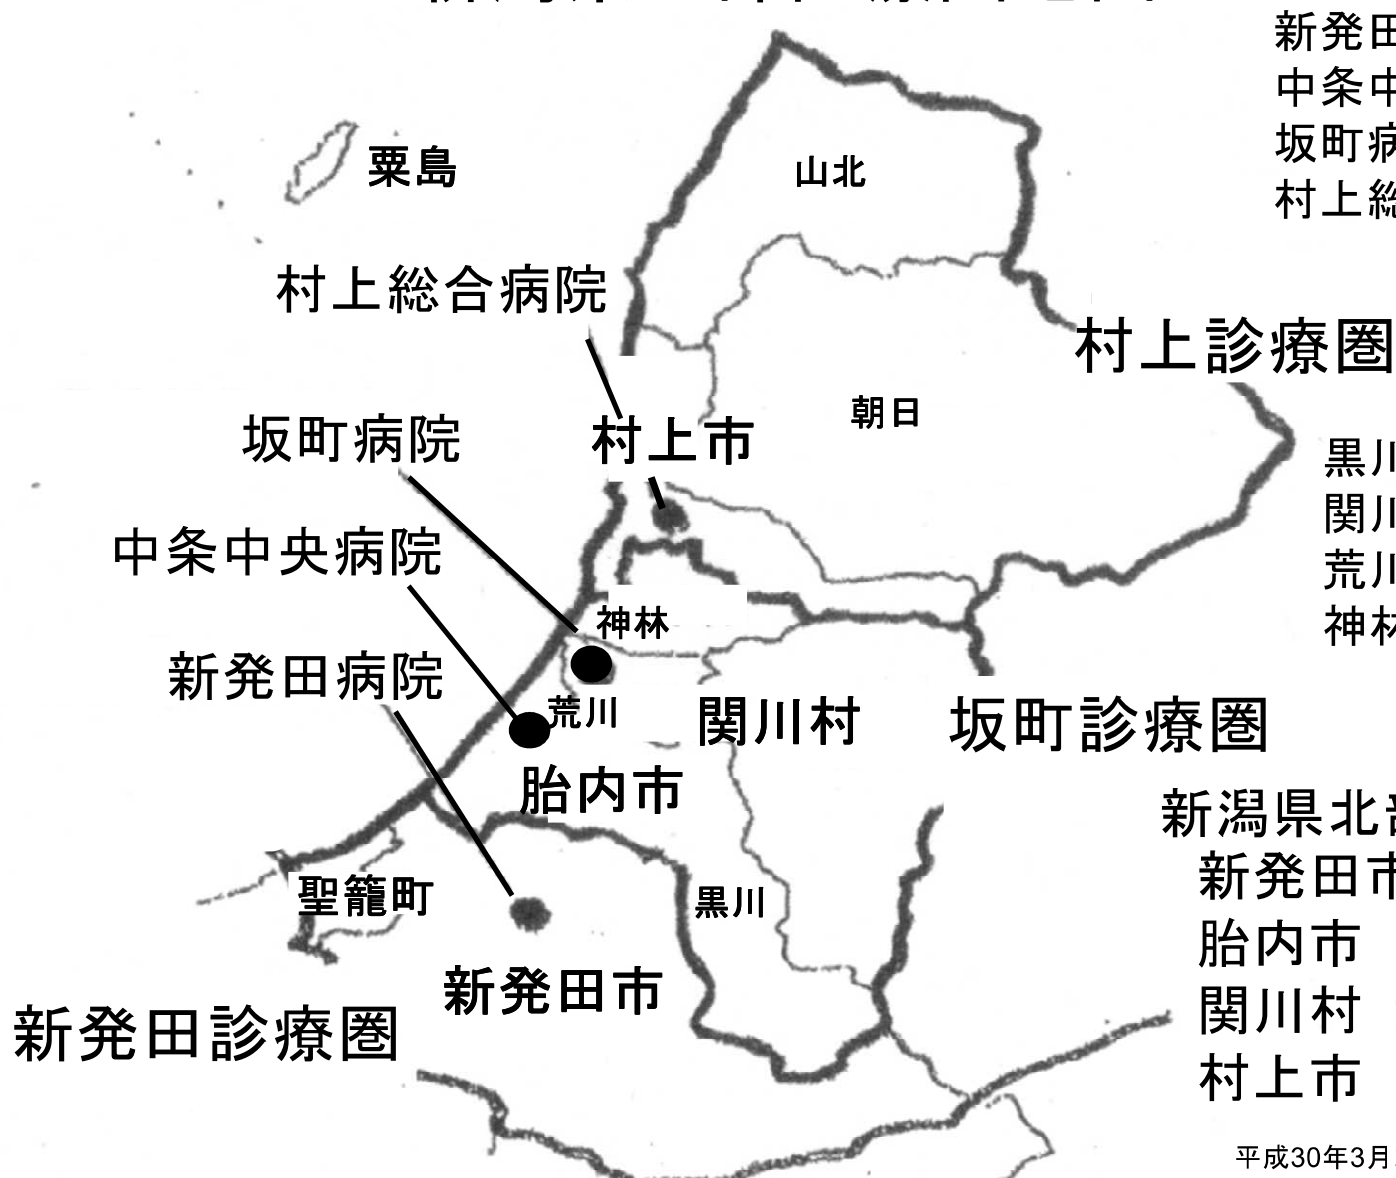 新発田
中条中
坂町病
村上総
粟島
山北
村上総合病院
村上診療圏
朝日
坂町病院
村上市
黒川
関川
荒川
神林
中条中央病院
神林
新発田病院
荒川
関川村
坂町診療圏
胎内市
新潟県北部
聖籠町
黒川
新発田市
胎内市
新発田市
関川村
新発田診療圏
村上市
平成30年3月